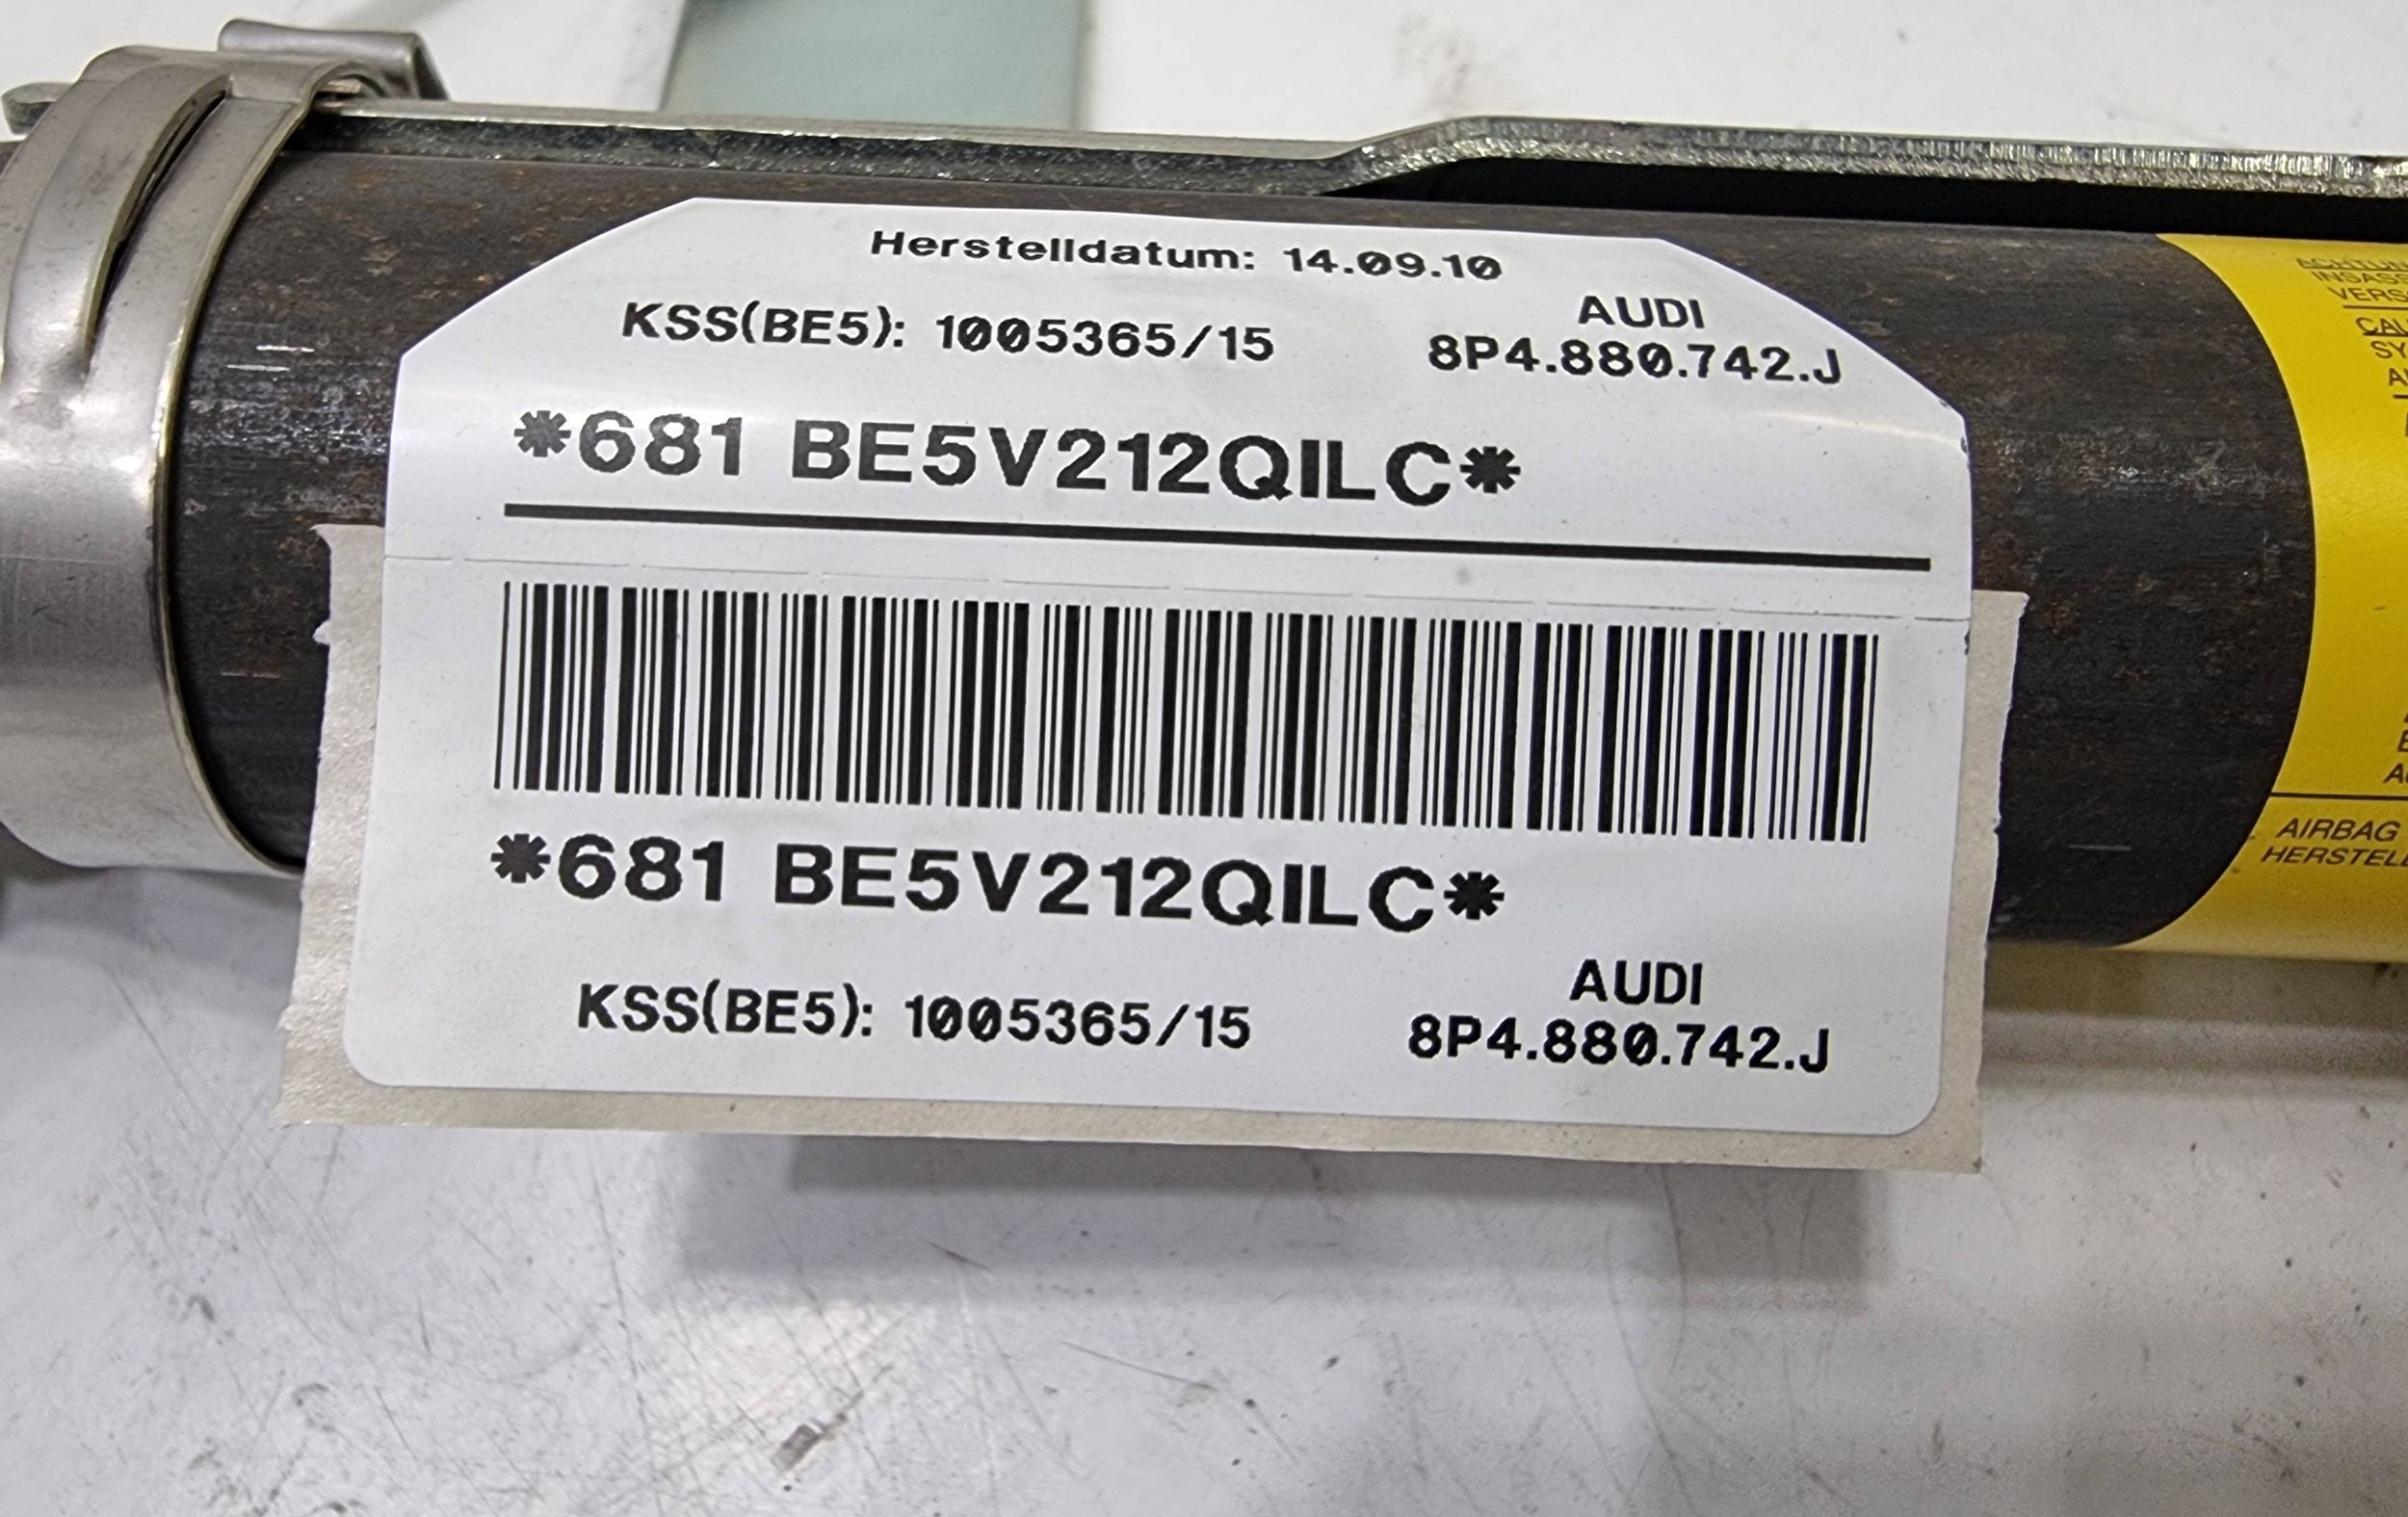 Herstelldatum: 14.09.10
KSS(BE5): 1005365/15
AUDI
8P4.880.742.J
*681 BE5V212QILC*
*681 BE5V212QILC*
KSS(BE5): 1005365/15
AUDI
8P4.880.742.J
AIRBAG